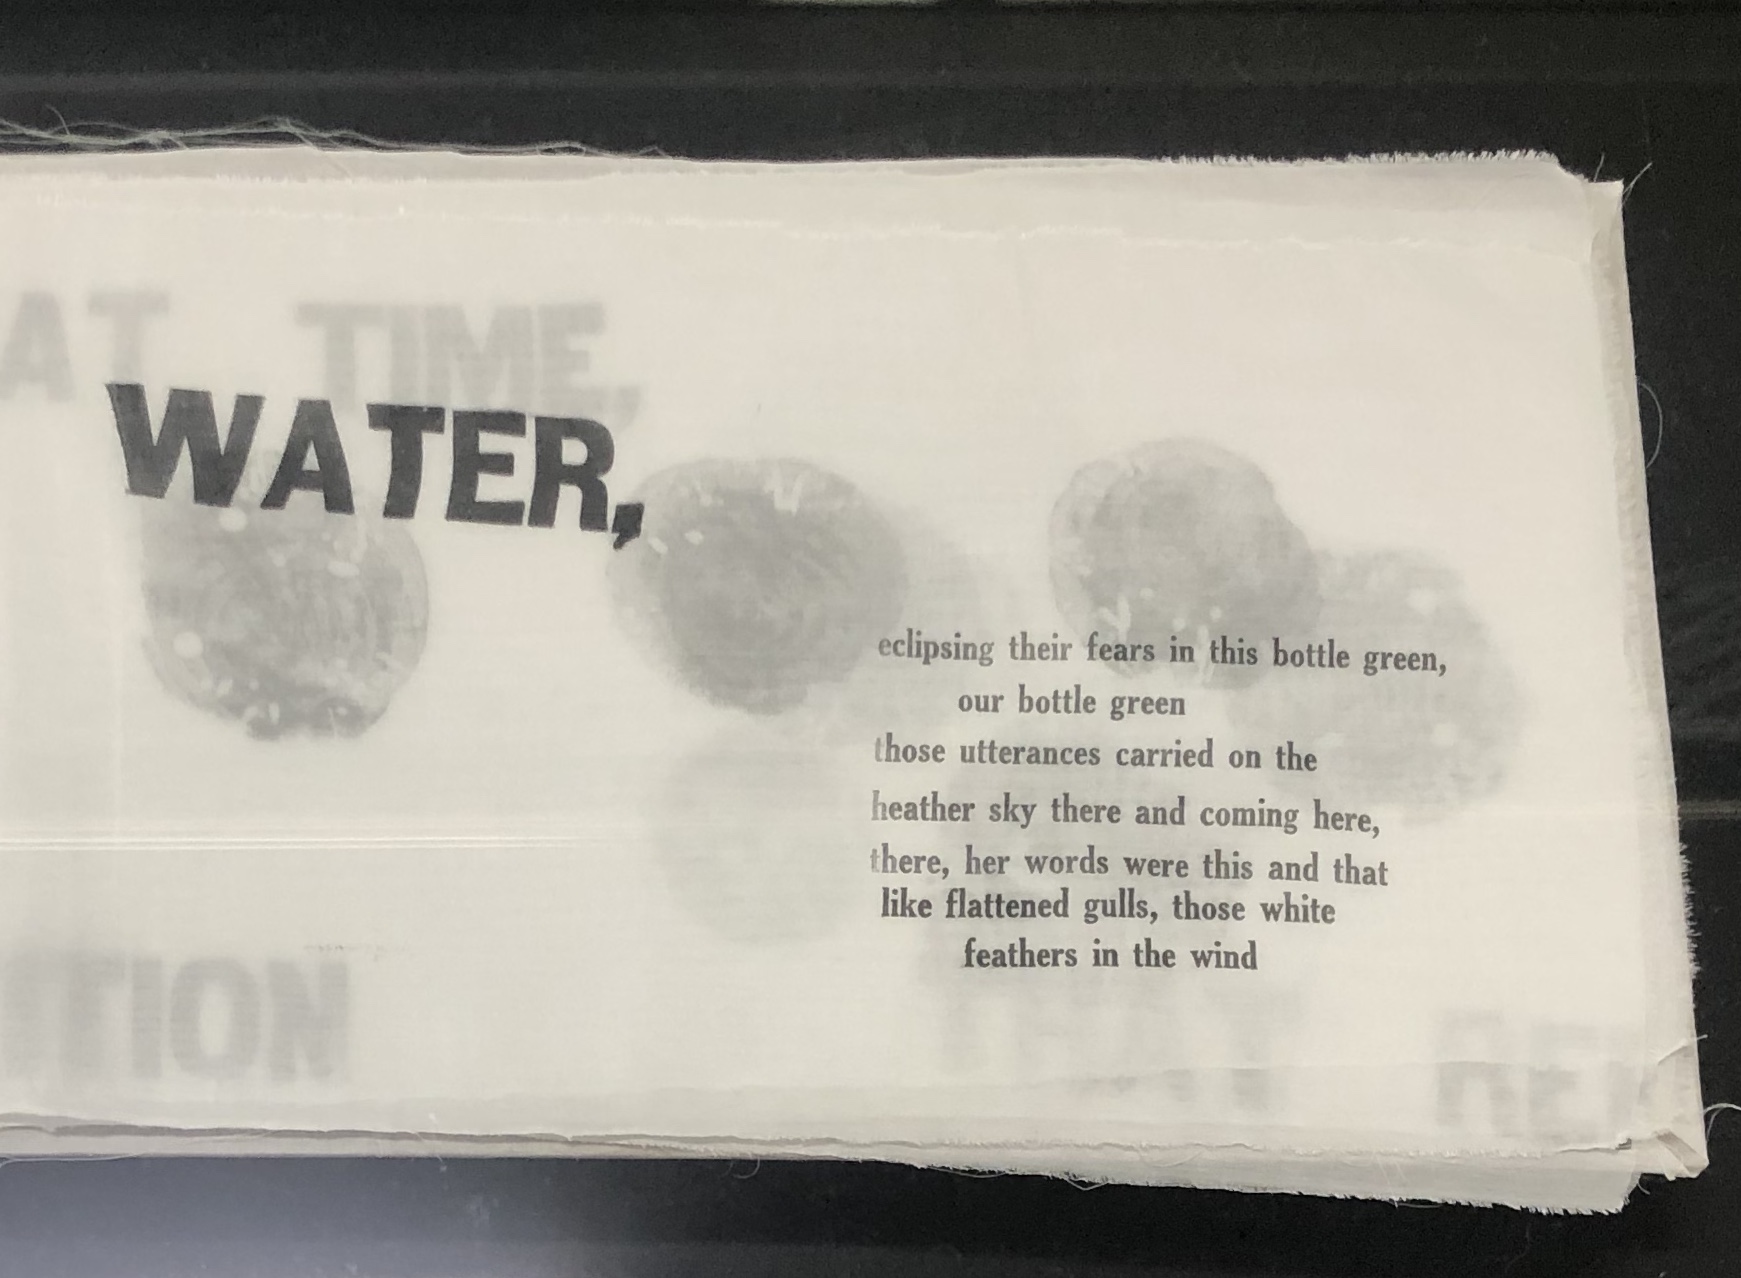 AT TIME,
WATER,
eclipsing their fears in this bottle green,
our bottle green
those utterances carried on the
heather sky there and coming here,
there, her words were this and that
like flattened gulls, those white
feathers in the wind
TION